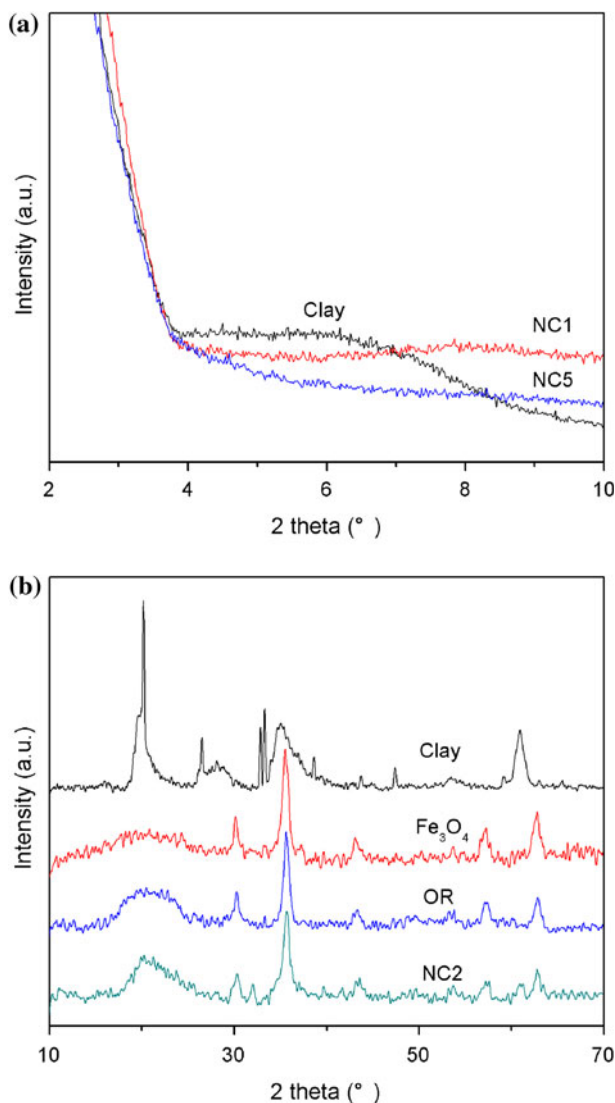 (a)
Intensity (a.u.)
Clay
NC1
NC5
2 4 6 8 10
2 theta (° )
(b)
Intensity (a.u.)
Clay
Fe₃O₄
OR
NC2
10 30 50 70
2 theta (° )